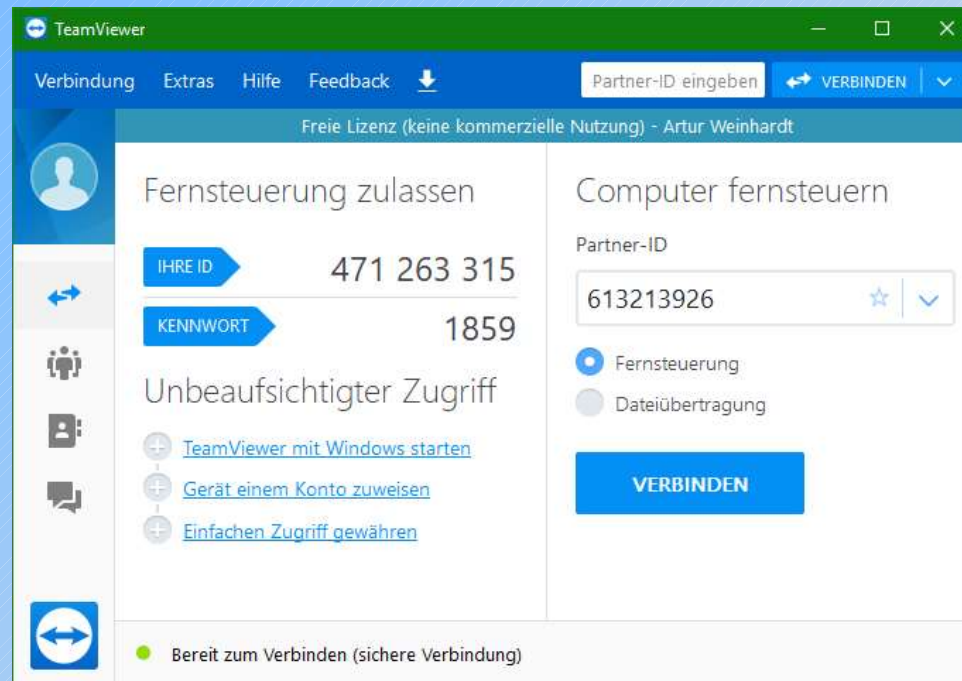 TeamViewer
Verbindung Extras Hilfe Feedback
Partner-ID eingeben VERBINDEN
Freie Lizenz (keine kommerzielle Nutzung) - Artur Weinhardt
Fernsteuerung zulassen
IHRE ID 471 263 315
KENNWORT 1859
Unbeaufsichtigter Zugriff
TeamViewer mit Windows starten
Gerät einem Konto zuweisen
Einfachen Zugriff gewähren
Computer fernsteuern
Partner-ID
613213926
Fernsteuerung
Dateiübertragung
VERBINDEN
Bereit zum Verbinden (sichere Verbindung)